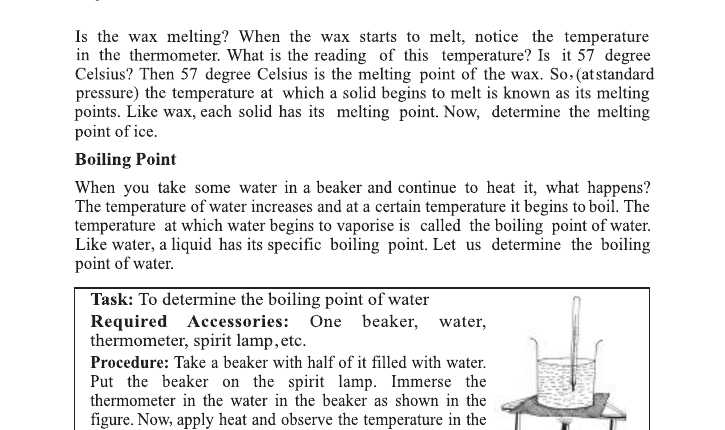 Is the wax melting? When the wax starts to melt, notice the temperature
in the thermometer. What is the reading of this temperature? Is it 57 degree
Celsius? Then 57 degree Celsius is the melting point of the wax. So, (at standard
pressure) the temperature at which a solid begins to melt is known as its melting
points. Like wax, each solid has its melting point. Now, determine the melting
point of ice.
Boiling Point
When you take some water in a beaker and continue to heat it, what happens?
The temperature of water increases and at a certain temperature it begins to boil. The
temperature at which water begins to vaporise is called the boiling point of water.
Like water, a liquid has its specific boiling point. Let us determine the boiling
point of water.
Task: To determine the boiling point of water
Required Accessories: One beaker, water,
thermometer, spirit lamp, etc.
Procedure: Take a beaker with half of it filled with water.
Put the beaker on the spirit lamp. Immerse the
thermometer in the water in the beaker as shown in the
figure. Now, apply heat and observe the temperature in the